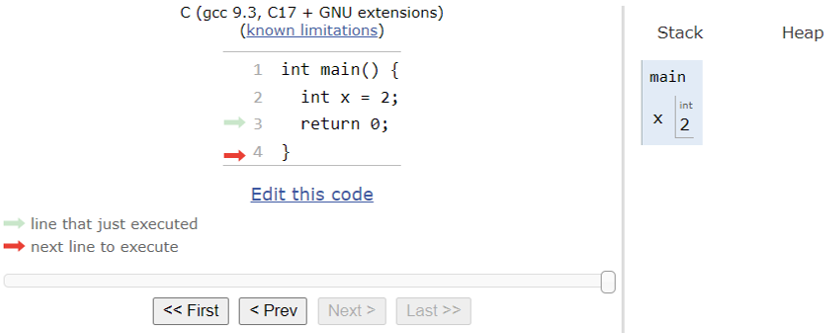 C (gcc 9.3, C17 + GNU extensions)
(known limitations)
1 int main() {
2 int x = 2;
3 return 0;
4 }
Edit this code
line that just executed
next line to execute
<< First < Prev Next > Last >>
Stack Heap
main
int
x 2